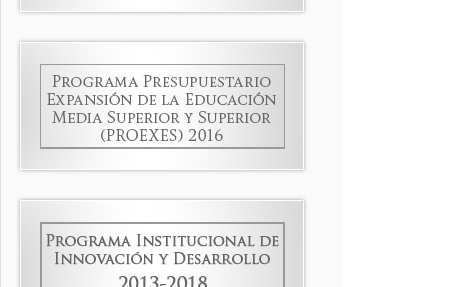 Programa Presupuestario
Expansión de la Educación
Media Superior y Superior
(PROEXES) 2016
Programa Institucional de
Innovación y Desarrollo
2013-2018